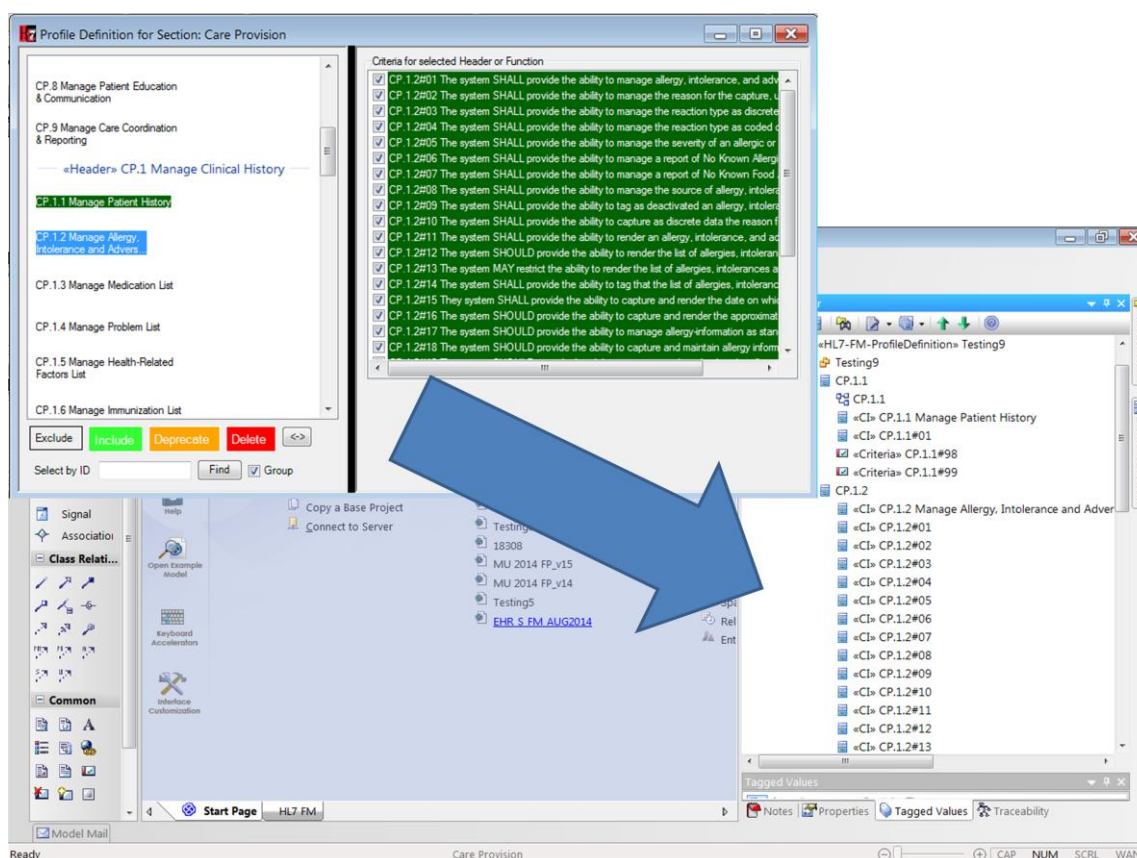 Profile Definition for Section: Care Provision
CP.8 Manage Patient Education
& Communication
CP.9 Manage Care Coordination
& Reporting
«Header» CP.1 Manage Clinical History
CP.1.1 Manage Patient History
CP.1.2 Manage Allergy,
Intolerance and Advers.
CP.1.3 Manage Medication List
CP.1.4 Manage Problem List
CP.1.5 Manage Health-Related
Factors List
CP.1.6 Manage Immunization List
Exclude Include Deprecate Delete <->
Select by ID Find Group
Criteria for selected Header or Function
CP.1.2#01 The system SHALL provide the ability to manage allergy, intolerance, and adv
CP.1.2#02 The system SHALL provide the ability to manage the reason for the capture, u
CP.1.2#03 The system SHALL provide the ability to manage the reaction type as discrete
CP.1.2#04 The system SHALL provide the ability to manage the reaction type as coded
CP.1.2#05 The system SHALL provide the ability to manage the severity of an allergic or
CP.1.2#06 The system SHALL provide the ability to manage a report of No Known Allergi
CP.1.2#07 The system SHALL provide the ability to manage a report of No Known Food
CP.1.2#08 The system SHALL provide the ability to manage the source of allergy, intolera
CP.1.2#09 The system SHALL provide the ability to tag as deactivated an allergy, intolera
CP.1.2#10 The system SHALL provide the ability to capture as discrete data the reason f
CP.1.2#11 The system SHALL provide the ability to render an allergy, intolerance, and ad
CP.1.2#12 The system SHOULD provide the ability to render the list of allergies, intoleran
CP.1.2#13 The system MAY restrict the ability to render the list of allergies, intolerances a
CP.1.2#14 The system SHALL provide the ability to tag that the list of allergies, intoleranc
CP.1.2#15 They system SHALL provide the ability to capture and render the date on whic
CP.1.2#16 The system SHOULD provide the ability to capture and render the approximat
CP.1.2#17 The system SHOULD provide the ability to manage allergy-information as stan
CP.1.2#18 The system SHOULD provide the ability to capture and maintain allergy inform
«HL7-FM-ProfileDefinition» Testing9
Testing9
CP.1.1
CP.1.1
«CI» CP.1.1 Manage Patient History
«CI» CP.1.1#01
«Criteria» CP.1.1#98
«Criteria» CP.1.1#99
CP.1.2
«CI» CP.1.2 Manage Allergy, Intolerance and Adver
«CI» CP.1.2#01
«CI» CP.1.2#02
«CI» CP.1.2#03
«CI» CP.1.2#04
«CI» CP.1.2#05
«CI» CP.1.2#06
«CI» CP.1.2#07
«CI» CP.1.2#08
«CI» CP.1.2#09
«CI» CP.1.2#10
«CI» CP.1.2#11
«CI» CP.1.2#12
«CI» CP.1.2#13
Tagged Values
Notes Properties Tagged Values Traceability
Signal
Association
Class Relati...
Common
Help
Open Example
Model
Keyboard
Accelerators
Interface
Customization
Copy a Base Project
Connect to Server
18308
MU 2014 FP_v15
MU 2014 FP_v14
Testing5
EHR_S_FM_AUG2014
Rel
Ent
Start Page HL7 FM
Model Mail
Ready Care Provision CAP NUM SCRL WAN